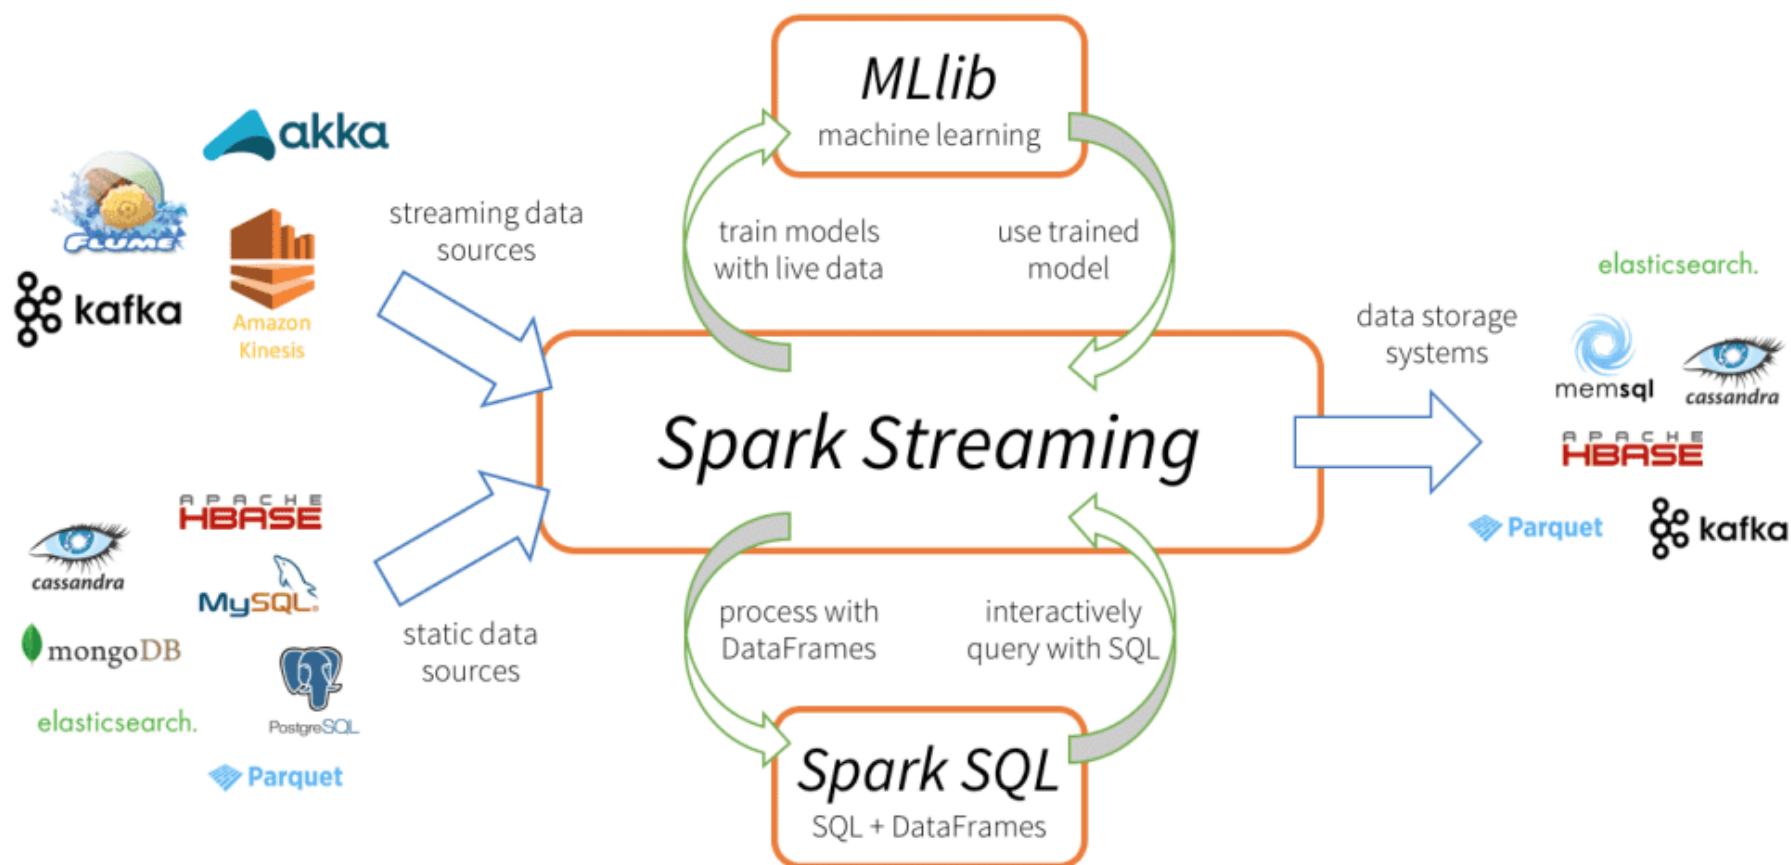 MLlib
machine learning
akka
FLUME
streaming data
sources
train models
with live data
use trained
model
kafka
Amazon
Kinesis
elasticsearch.
data storage
systems
memsql
cassandra
Spark Streaming
APACHE
HBASE
Parquet
kafka
APACHE
HBASE
cassandra
MySQL®
mongoDB
PostgreSQL
elasticsearch.
Parquet
static data
sources
process with
DataFrames
interactively
query with SQL
Spark SQL
SQL + DataFrames